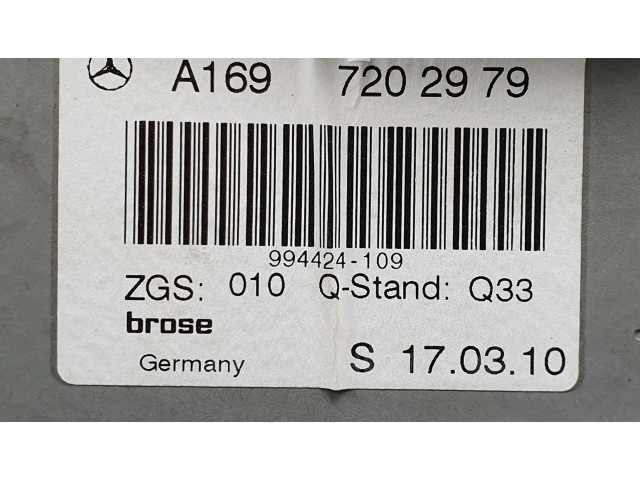 A169 720 29 79
994424-109
ZGS: 010 Q-Stand: Q33
brose
Germany S 17.03.10